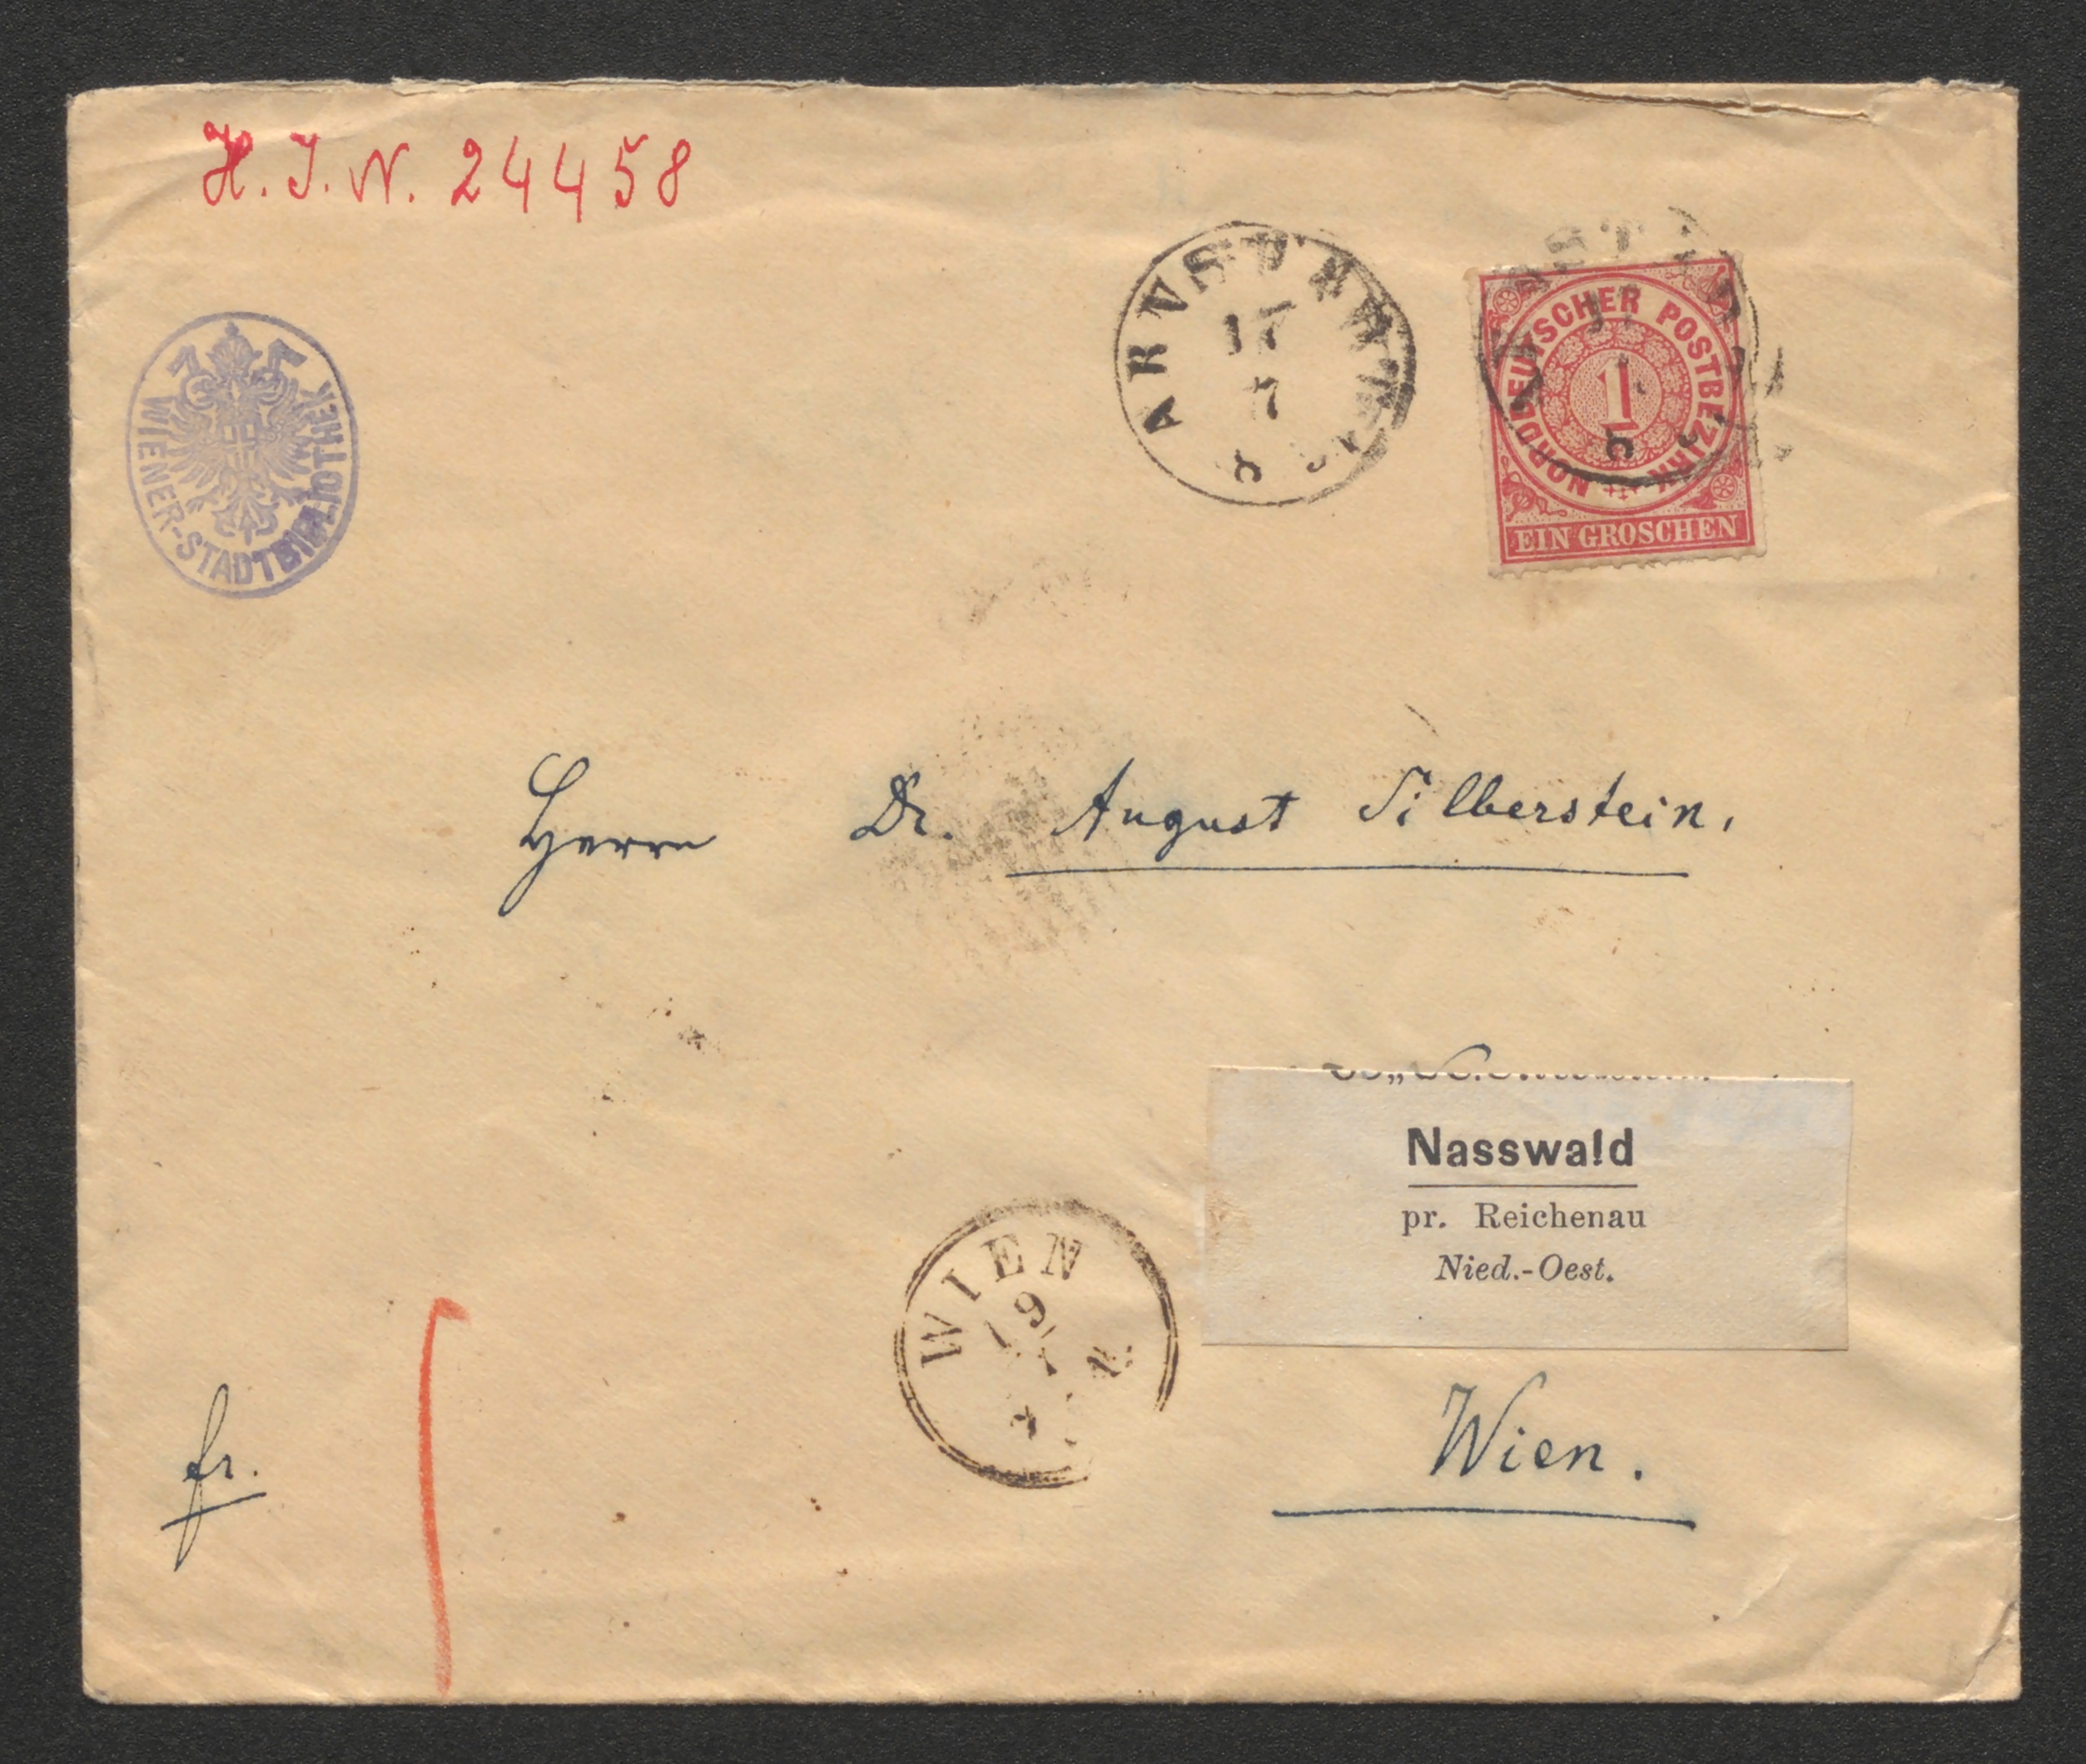 H. I. N. 24458
WIENER-STADTBIBLIOTHEK
17
7
NORDDEUTSCHER POSTBEZIRK
1
EIN GROSCHEN
Herrn Dr. August Silberstein.
Nasswald
pr. Reichenau
Nied.-Oest.
WIEN
Wien.
fr.